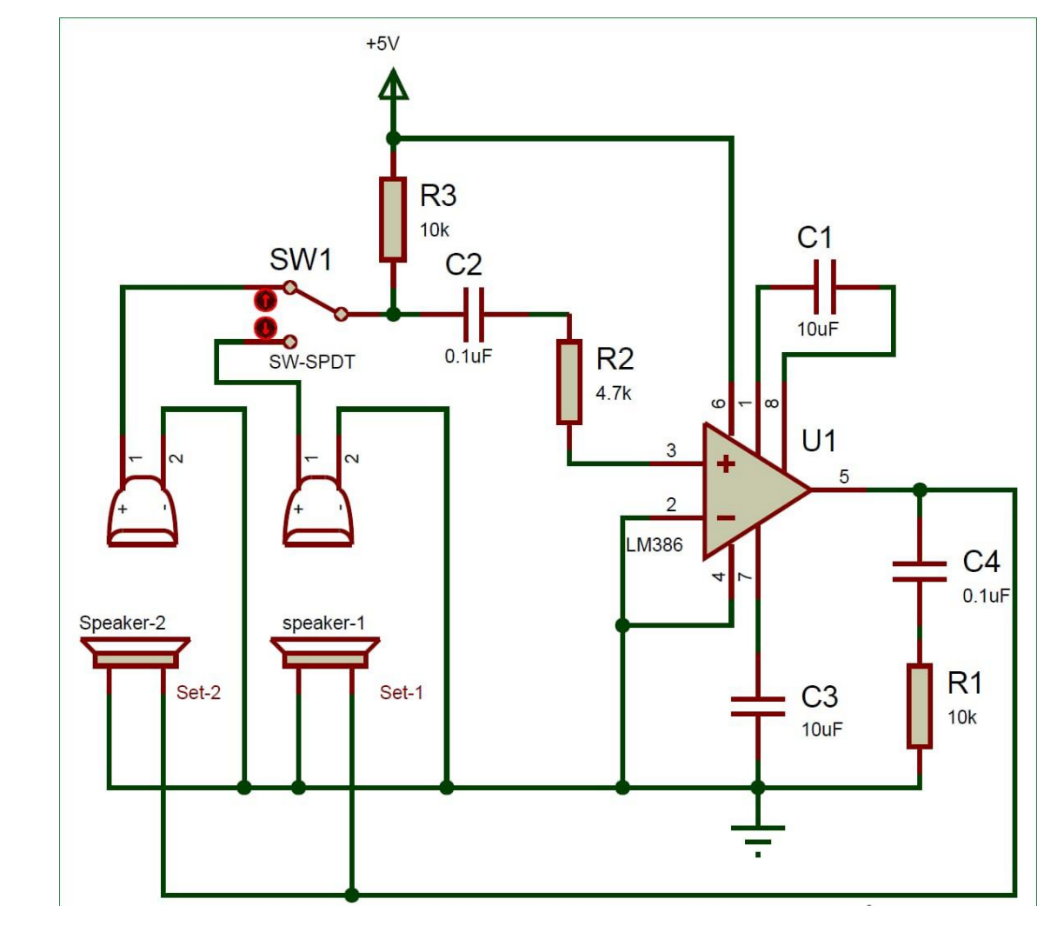 +5V
R3
10k
C1
10uF
SW1
C2
0.1uF
SW-SPDT
R2
4.7k
6
1
8
U1
3
+
5
2
-
LM386
4
7
1
2
+
-
1
2
+
-
C4
0.1uF
Speaker-2
speaker-1
Set-2
Set-1
C3
10uF
R1
10k